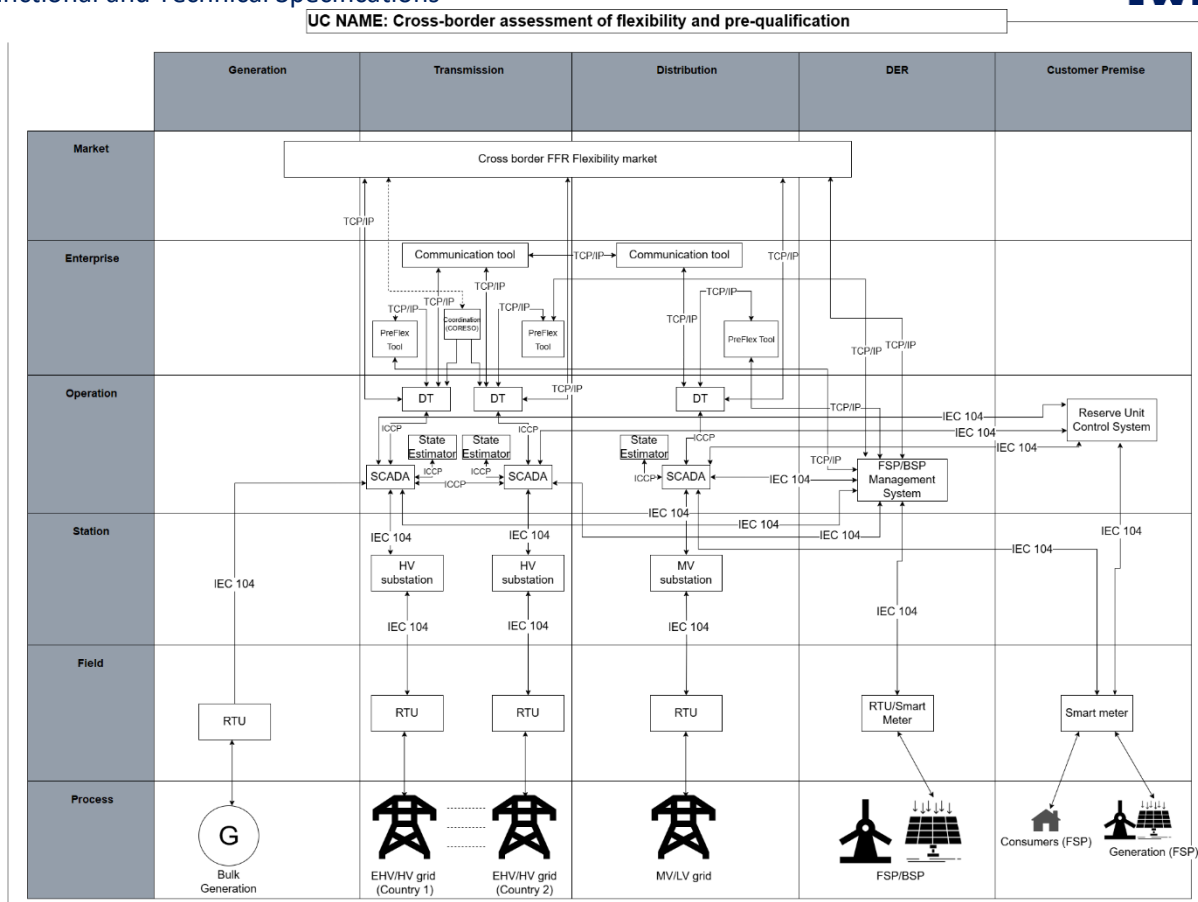 UC NAME: Cross-border assessment of flexibility and pre-qualification
Generation
Transmission
Distribution
DER
Customer Premise
Market
Cross border FFR Flexibility market
TCP/IP
Enterprise
Communication tool
TCP/IP
Communication tool
TCP/IP
TCP/IP
TCP/IP
TCP/IP
TCP/IP
TCP/IP
TCP/IP
Coordination
(CORESO)
PreFlex
Tool
PreFlex
Tool
PreFlex Tool
TCP/IP
TCP/IP
Operation
DT
DT
TCP/IP
DT
TCP/IP
IEC 104
Reserve Unit
Control System
ICCP
ICCP
ICCP
IEC 104
State
Estimator
State
Estimator
State
Estimator
IEC 104
SCADA
ICCP
ICCP
ICCP
SCADA
ICCP
SCADA
IEC 104
TCP/IP
FSP/BSP
Management
System
Station
IEC 104
IEC 104
IEC 104
IEC 104
IEC 104
IEC 104
IEC 104
HV
substation
HV
substation
MV
substation
IEC 104
IEC 104
IEC 104
IEC 104
Field
RTU
RTU
RTU
RTU
RTU/Smart
Meter
Smart meter
Process
G
Bulk
Generation
EHV/HV grid
(Country 1)
EHV/HV grid
(Country 2)
MV/LV grid
FSP/BSP
Consumers (FSP)
Generation (FSP)